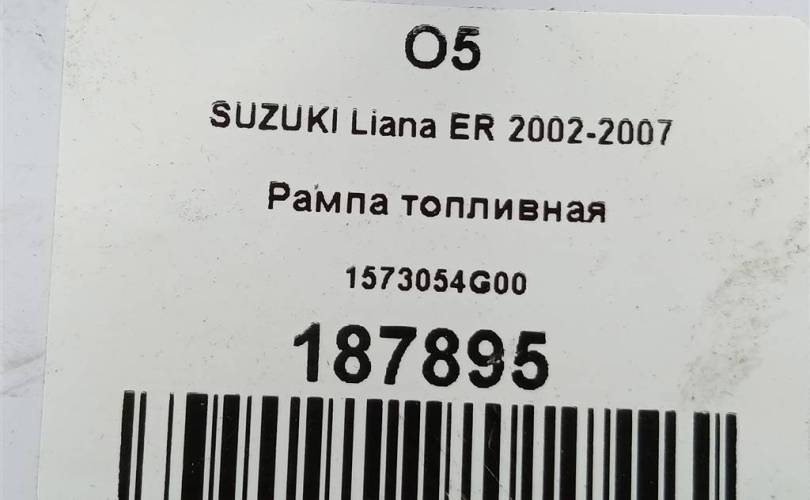 O5
SUZUKI Liana ER 2002-2007
Рампа топливная
1573054G00
187895